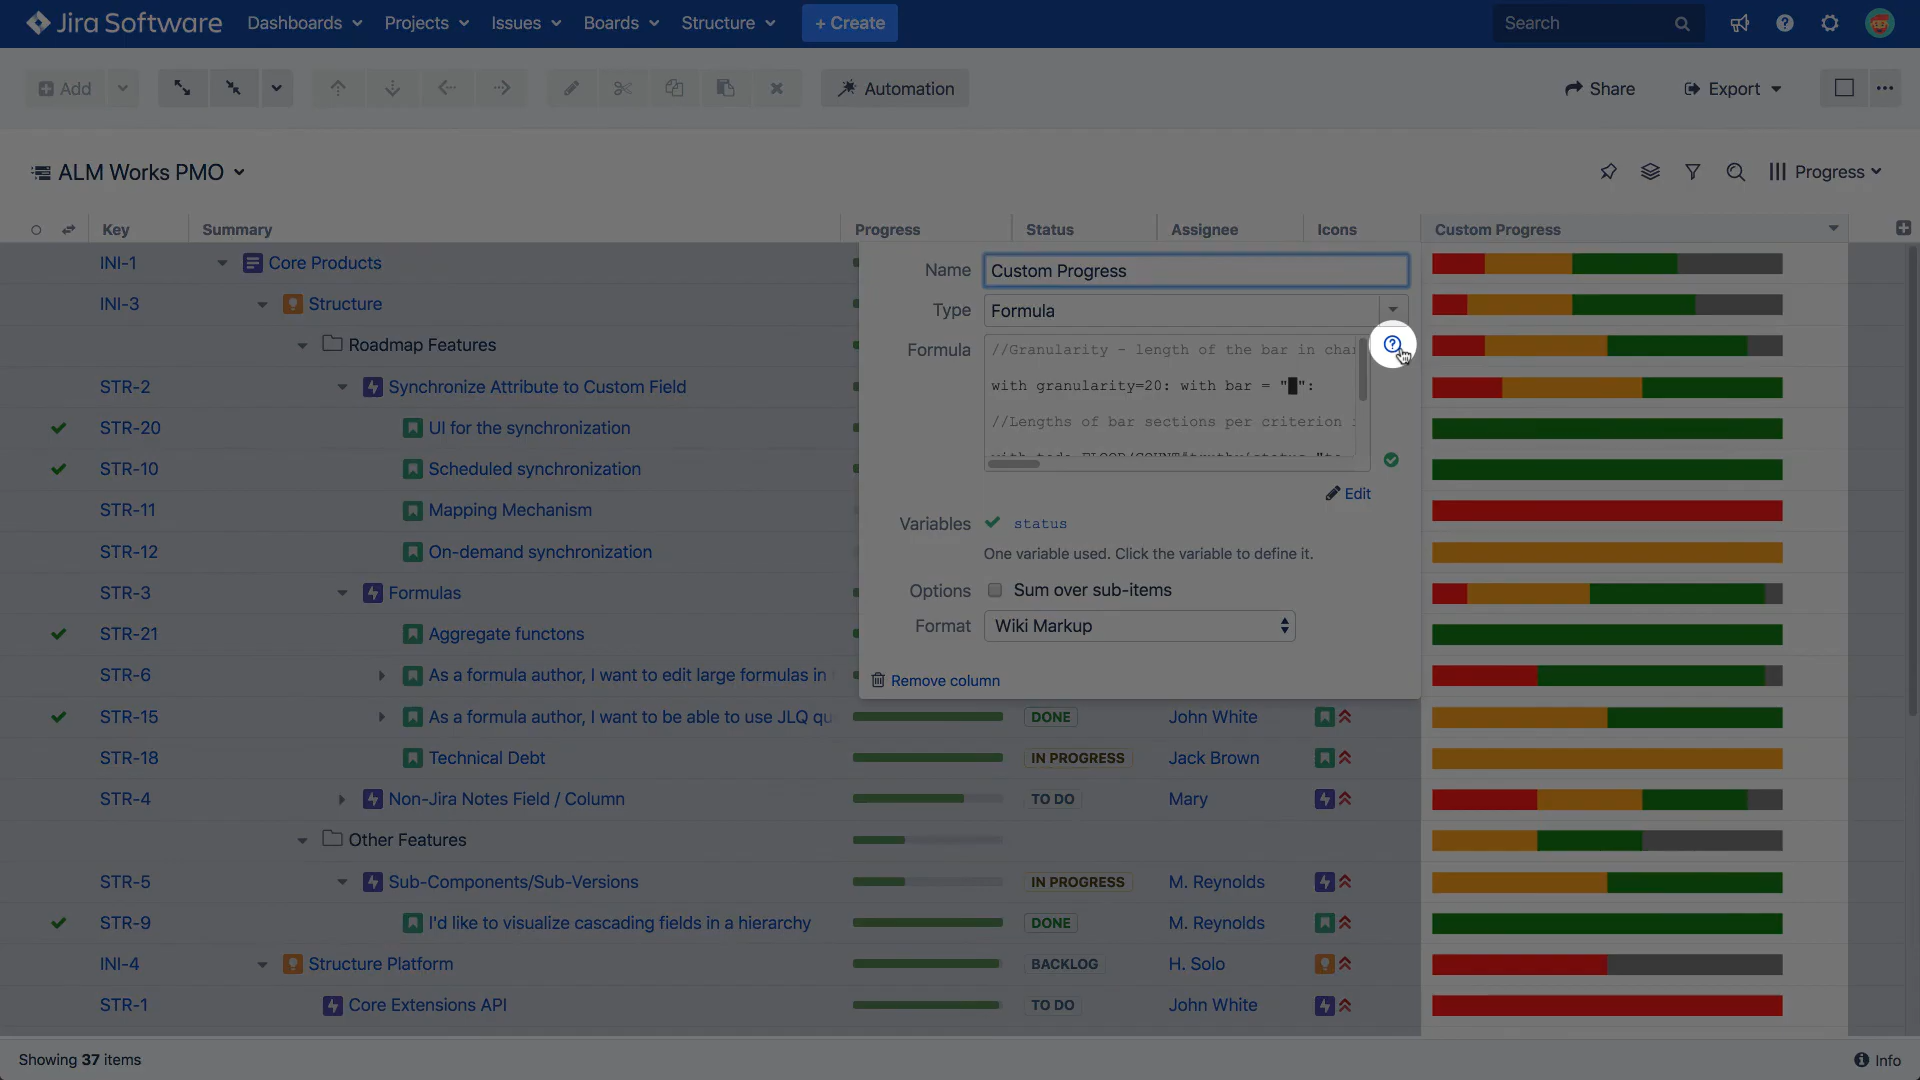 Jira Software Dashboards Projects Issues Boards Structure + Create Search
Add Automation Share Export
ALM Works PMO Progress
Key Summary Progress Status Assignee Icons Custom Progress
INI-1 Core Products
INI-3 Structure
Roadmap Features
STR-2 Synchronize Attribute to Custom Field
STR-20 UI for the synchronization
STR-10 Scheduled synchronization
STR-11 Mapping Mechanism
STR-12 On-demand synchronization
STR-3 Formulas
STR-21 Aggregate functons
STR-6 As a formula author, I want to edit large formulas in
STR-15 As a formula author, I want to be able to use JLQ qu DONE John White
STR-18 Technical Debt IN PROGRESS Jack Brown
STR-4 Non-Jira Notes Field / Column TO DO Mary
Other Features
STR-5 Sub-Components/Sub-Versions IN PROGRESS M. Reynolds
STR-9 I'd like to visualize cascading fields in a hierarchy DONE M. Reynolds
INI-4 Structure Platform BACKLOG H. Solo
STR-1 Core Extensions API TO DO John White
Name Custom Progress
Type Formula
Formula //Granularity - length of the bar in cha
with granularity=20: with bar = "█":
//Lengths of bar sections per criterion
Edit
Variables status
One variable used. Click the variable to define it.
Options Sum over sub-items
Format Wiki Markup
Remove column
Showing 37 items Info